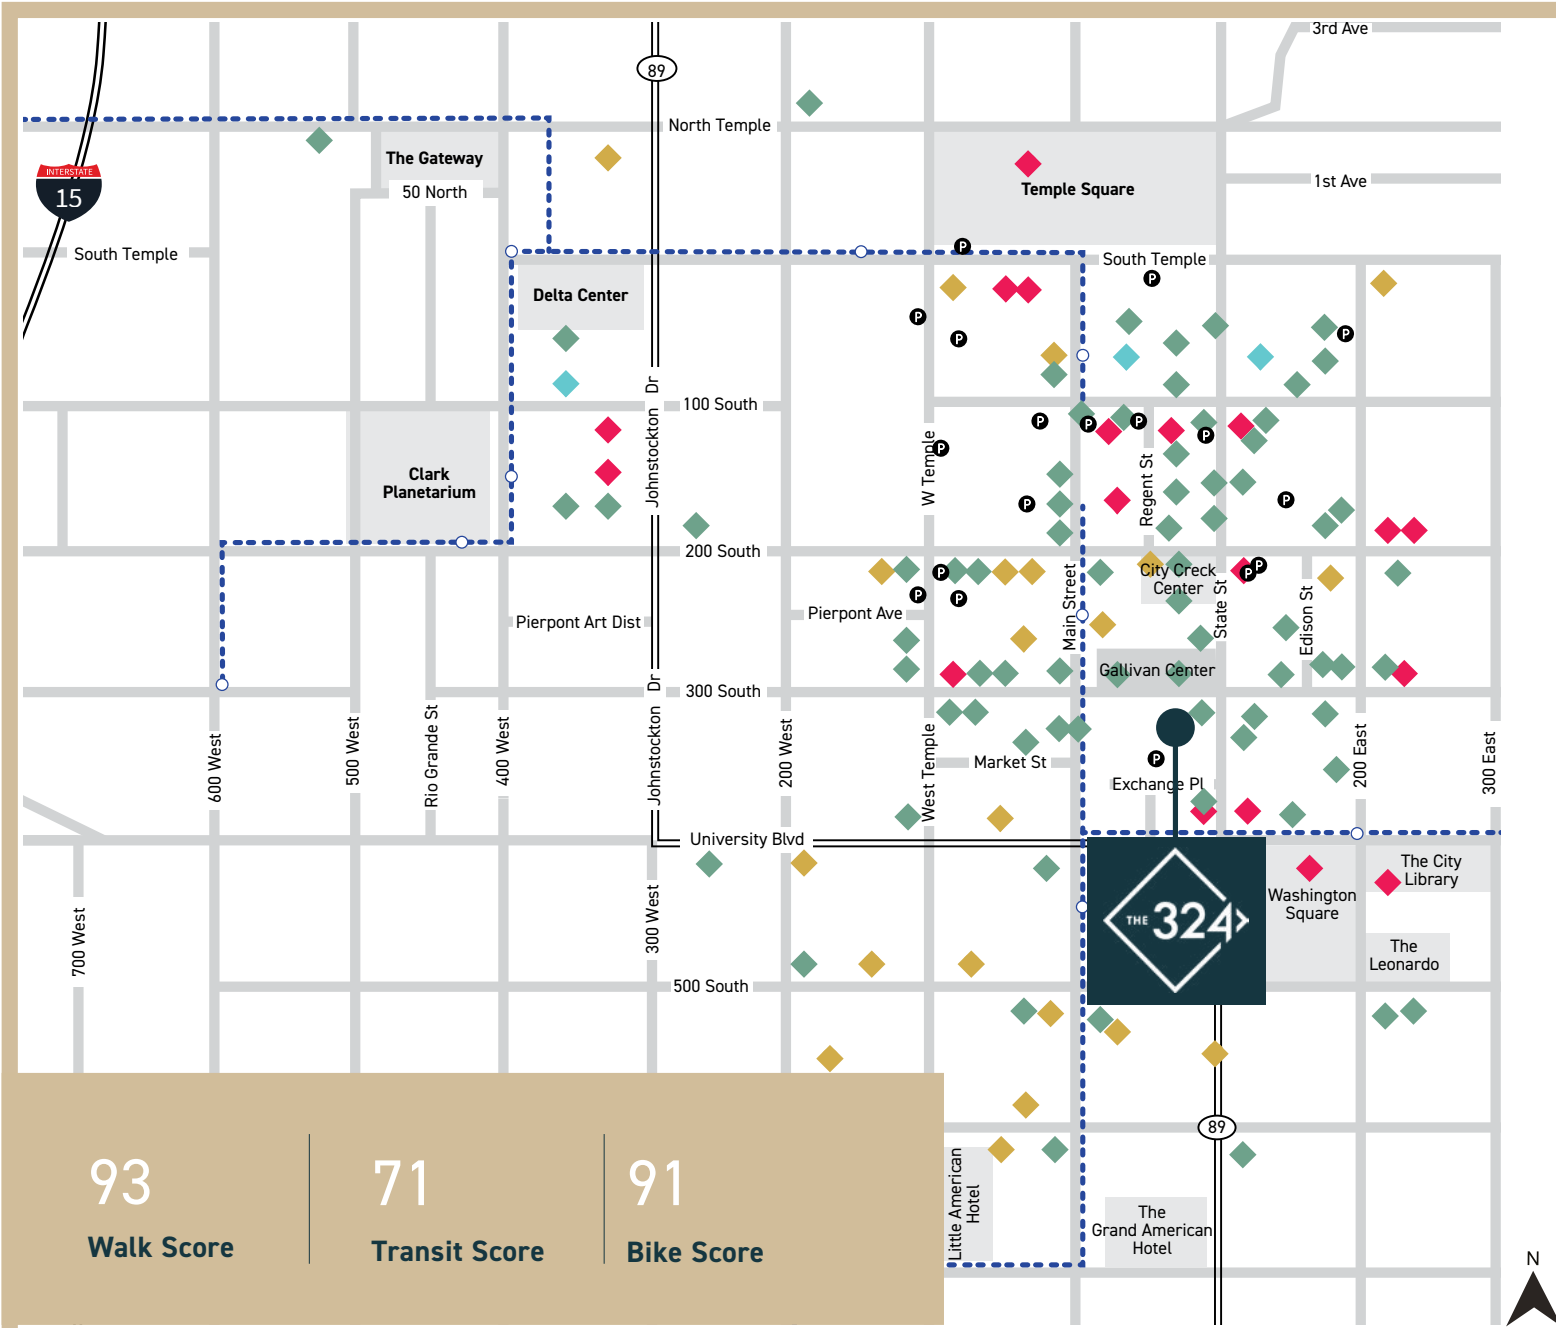 3rd Ave
89
North Temple
The Gateway
50 North
INTERSTATE
15
Temple Square
1st Ave
South Temple
P
South Temple
P
Delta Center
P
P
P
Johnstockton Dr
100 South
P
P
P
P
W Temple
P
Regent St
Clark
Planetarium
P
P
200 South
City Creck
Center
P
P
P
P
P
Main Street
State St
Edison St
Pierpont Ave
Pierpont Art Dist
Gallivan Center
300 South
Johnstockton Dr
600 West
500 West
Rio Grande St
400 West
200 West
West Temple
Market St
P
Exchange Pl
200 East
300 East
University Blvd
700 West
300 West
THE 324
Washington
Square
The City
Library
The
Leonardo
500 South
89
93
Walk Score
71
Transit Score
91
Bike Score
Little American
Hotel
The
Grand American
Hotel
N